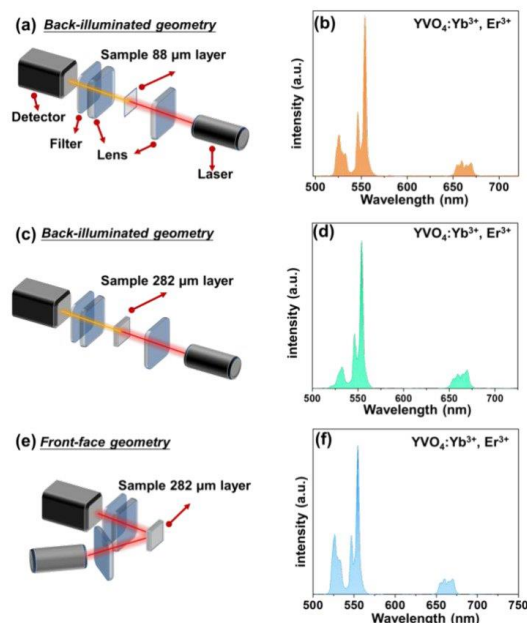 (a) Back-illuminated geometry
Sample 88 μm layer
Detector
Filter
Lens
Laser
(b)
YVO₄:Yb³⁺, Er³⁺
intensity (a.u.)
500 550 600 650 700
Wavelength (nm)
(c) Back-illuminated geometry
Sample 282 μm layer
(d)
YVO₄:Yb³⁺, Er³⁺
intensity (a.u.)
500 550 600 650 700
Wavelength (nm)
(e) Front-face geometry
Sample 282 μm layer
(f)
YVO₄:Yb³⁺, Er³⁺
intensity (a.u.)
500 550 600 650 700 750
Wavelength (nm)